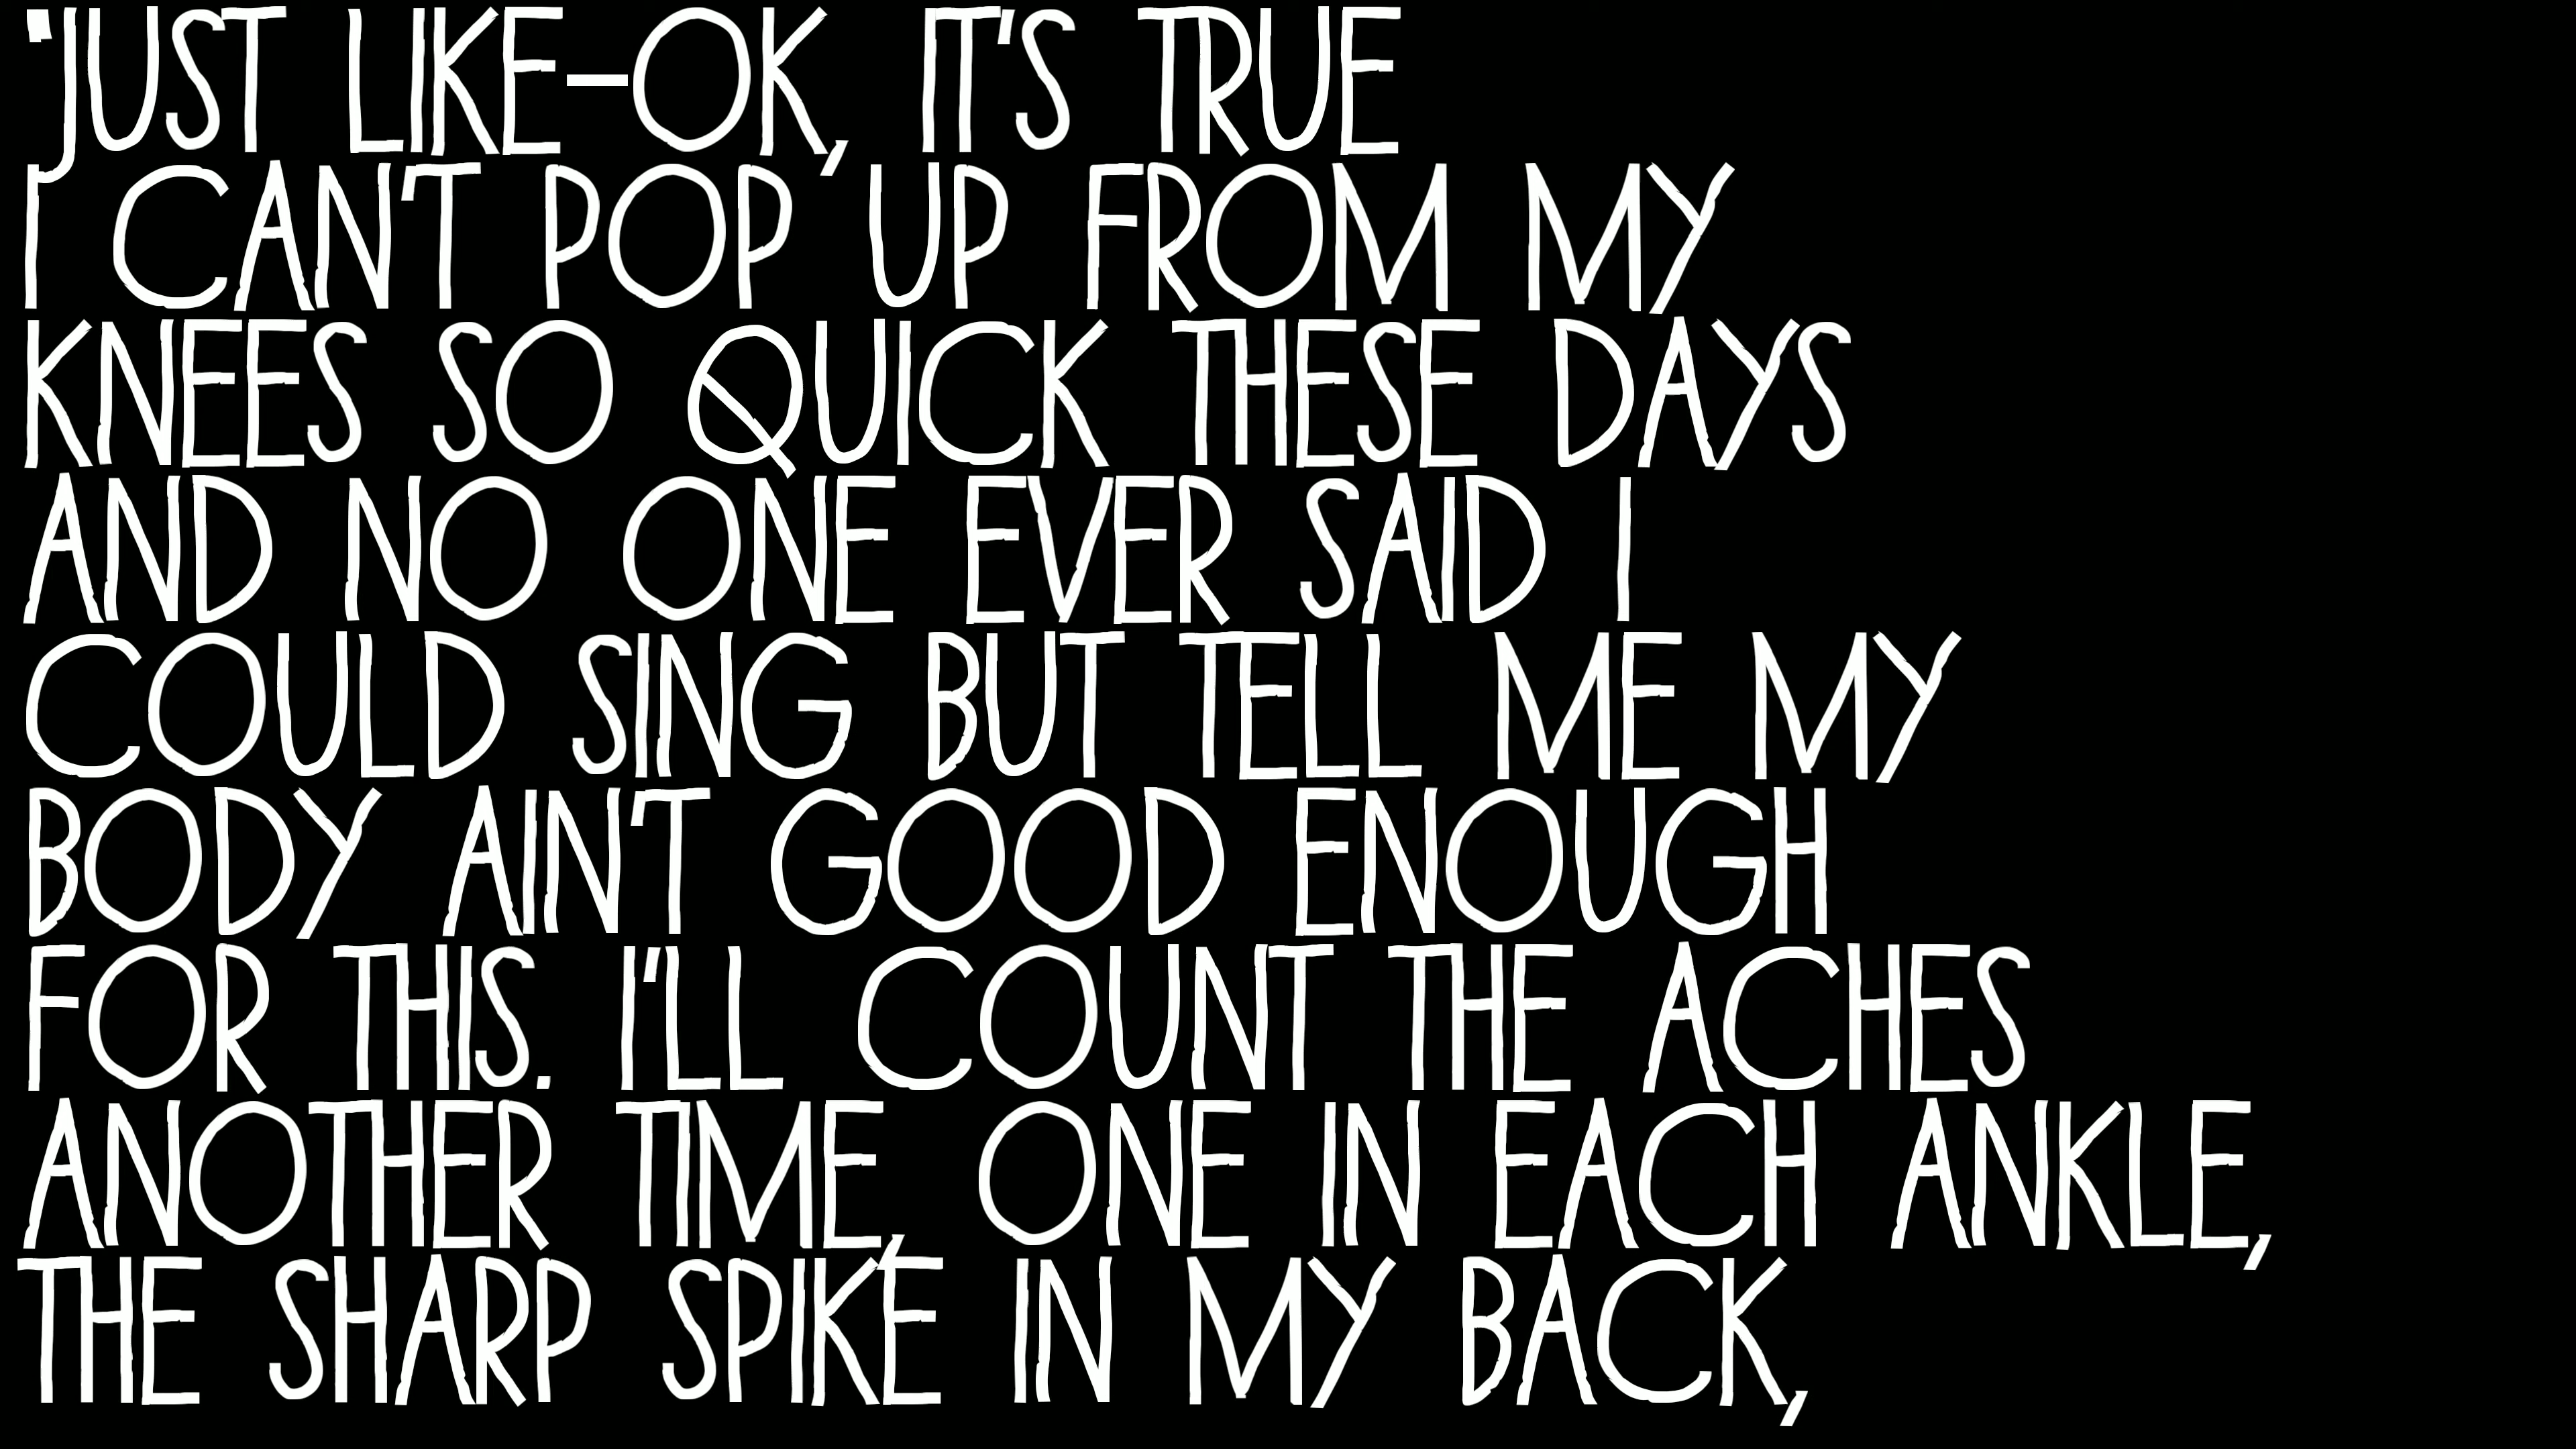 "JUST LIKE-OK, IT'S TRUE
I CAN'T POP UP FROM MY
KNEES SO QUICK THESE DAYS
AND NO ONE EVER SAID I
COULD SING BUT TELL ME MY
BODY AIN'T GOOD ENOUGH
FOR THIS. I'LL COUNT THE ACHES
ANOTHER TIME, ONE IN EACH ANKLE,
THE SHARP SPIKE IN MY BACK,